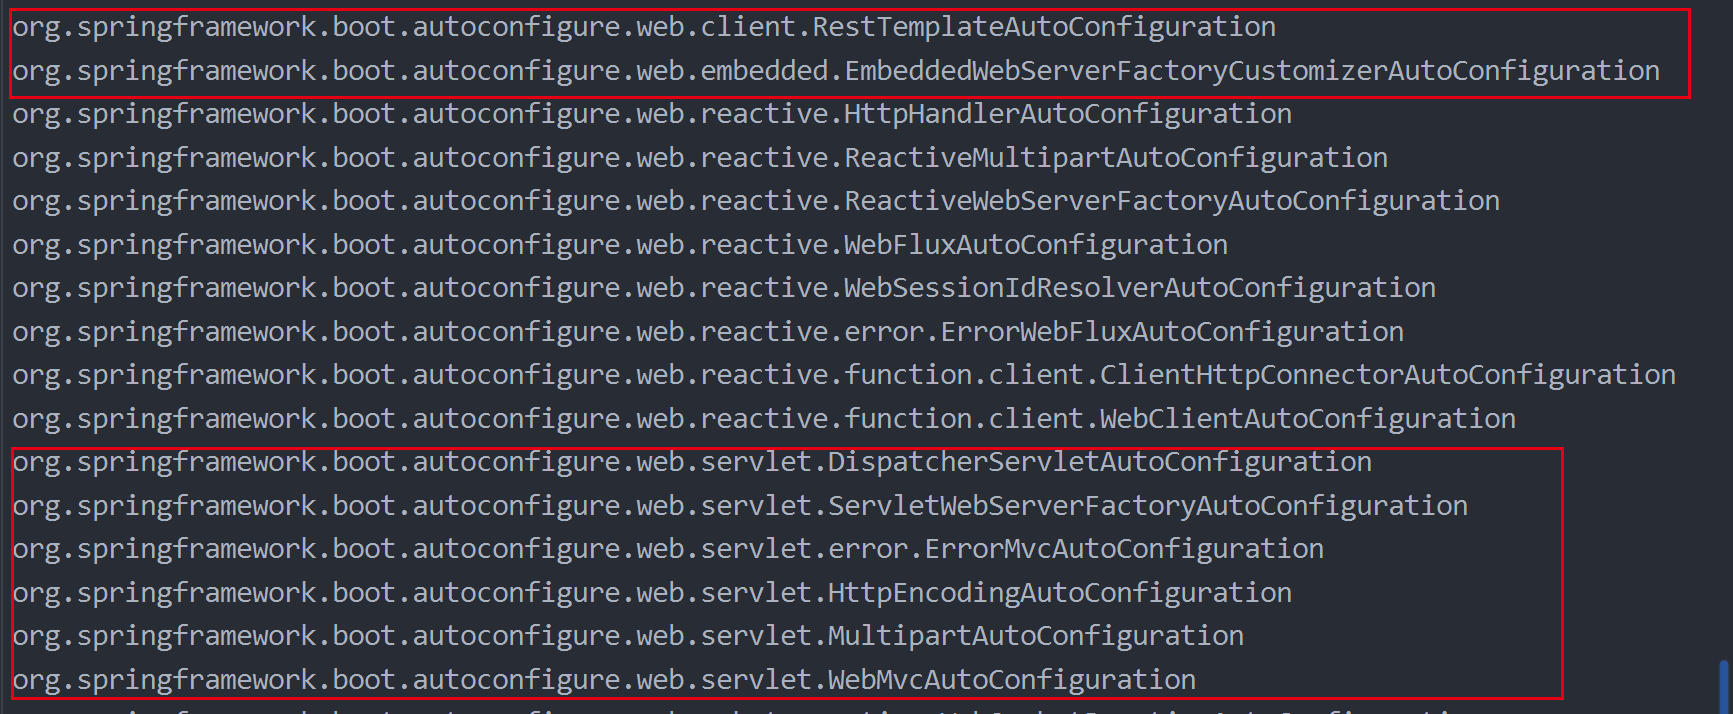 org.springframework.boot.autoconfigure.web.client.RestTemplateAutoConfiguration
org.springframework.boot.autoconfigure.web.embedded.EmbeddedWebServerFactoryCustomizerAutoConfiguration
org.springframework.boot.autoconfigure.web.reactive.HttpHandlerAutoConfiguration
org.springframework.boot.autoconfigure.web.reactive.ReactiveMultipartAutoConfiguration
org.springframework.boot.autoconfigure.web.reactive.ReactiveWebServerFactoryAutoConfiguration
org.springframework.boot.autoconfigure.web.reactive.WebFluxAutoConfiguration
org.springframework.boot.autoconfigure.web.reactive.WebSessionIdResolverAutoConfiguration
org.springframework.boot.autoconfigure.web.reactive.error.ErrorWebFluxAutoConfiguration
org.springframework.boot.autoconfigure.web.reactive.function.client.ClientHttpConnectorAutoConfiguration
org.springframework.boot.autoconfigure.web.reactive.function.client.WebClientAutoConfiguration
org.springframework.boot.autoconfigure.web.servlet.DispatcherServletAutoConfiguration
org.springframework.boot.autoconfigure.web.servlet.ServletWebServerFactoryAutoConfiguration
org.springframework.boot.autoconfigure.web.servlet.error.ErrorMvcAutoConfiguration
org.springframework.boot.autoconfigure.web.servlet.HttpEncodingAutoConfiguration
org.springframework.boot.autoconfigure.web.servlet.MultipartAutoConfiguration
org.springframework.boot.autoconfigure.web.servlet.WebMvcAutoConfiguration